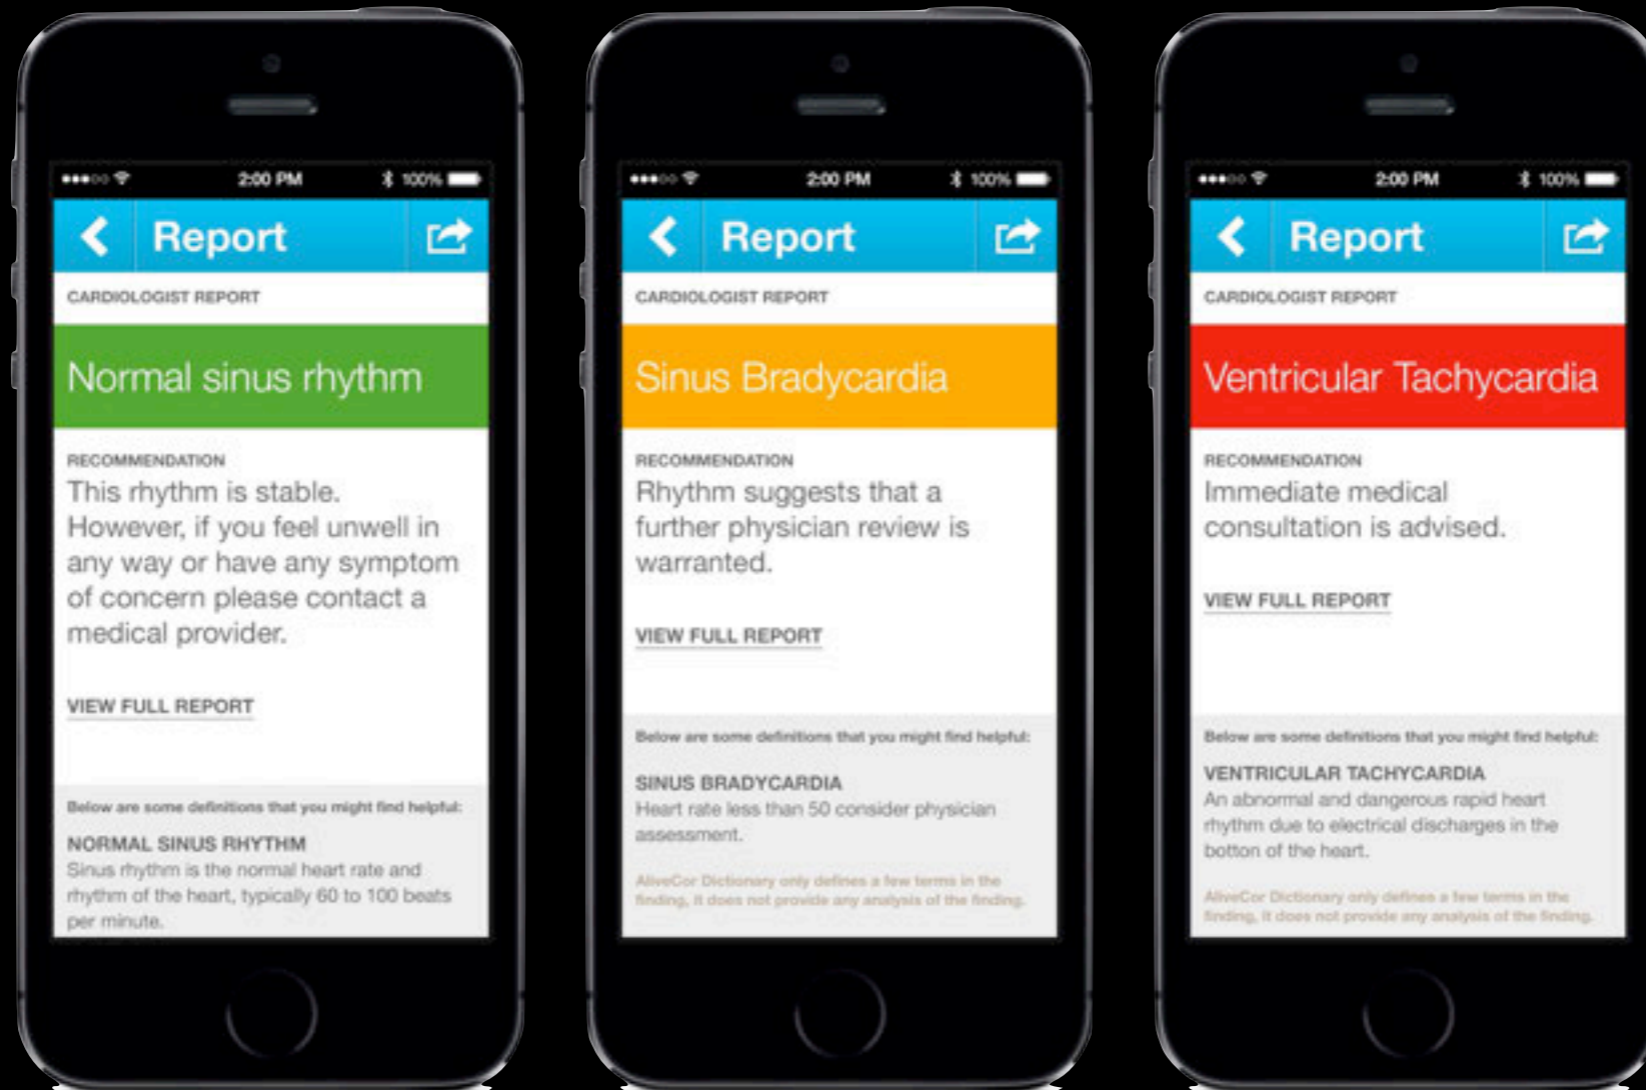 2:00 PM
100%
Report
CARDIOLOGIST REPORT
Normal sinus rhythm
RECOMMENDATION
This rhythm is stable.
However, if you feel unwell in
any way or have any symptom
of concern please contact a
medical provider.
VIEW FULL REPORT
Below are some definitions that you might find helpful:
NORMAL SINUS RHYTHM
Sinus rhythm is the normal heart rate and
rhythm of the heart, typically 60 to 100 beats
per minute.
2:00 PM
100%
Report
CARDIOLOGIST REPORT
Sinus Bradycardia
RECOMMENDATION
Rhythm suggests that a
further physician review is
warranted.
VIEW FULL REPORT
Below are some definitions that you might find helpful:
SINUS BRADYCARDIA
Heart rate less than 50 consider physician
assessment.
AliveCor Dictionary only defines a few terms in the
finding, it does not provide any analysis of the finding.
2:00 PM
100%
Report
CARDIOLOGIST REPORT
Ventricular Tachycardia
RECOMMENDATION
Immediate medical
consultation is advised.
VIEW FULL REPORT
Below are some definitions that you might find helpful:
VENTRICULAR TACHYCARDIA
An abnormal and dangerous rapid heart
rhythm due to electrical discharges in the
botton of the heart.
AliveCor Dictionary only defines a few terms in the
finding, it does not provide any analysis of the finding.